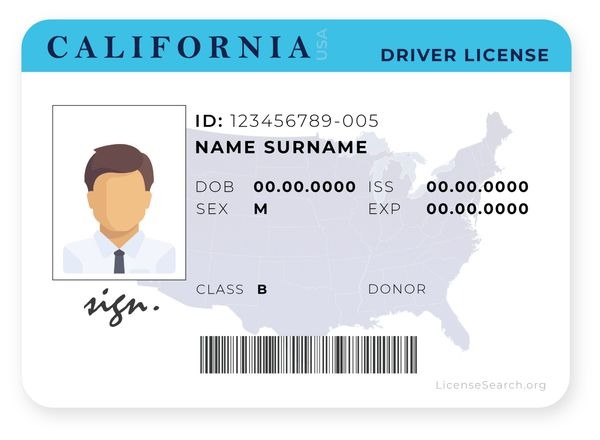 CALIFORNIA USA
DRIVER LICENSE
ID: 123456789-005
NAME SURNAME
DOB 00.00.0000 ISS 00.00.0000
SEX M EXP 00.00.0000
CLASS B DONOR
sign.
LicenseSearch.org